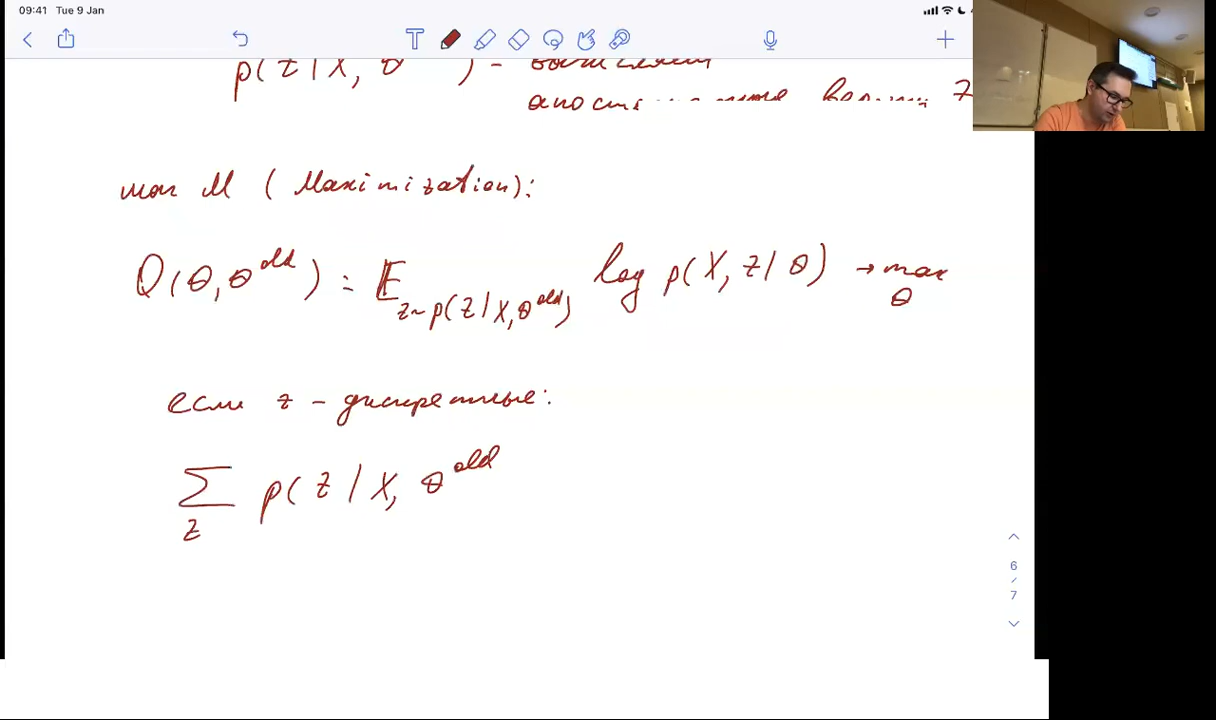 09:41 Tue 9 Jan
p(z|X, θ ) -
шаг M (Maximization):
Q(θ, θ^old) = E_{z~p(z|X,θ^old)} log p(X, z|θ) → max_θ
если z - дискретные:
Σ_z p(z|X, θ^old
6
/
7